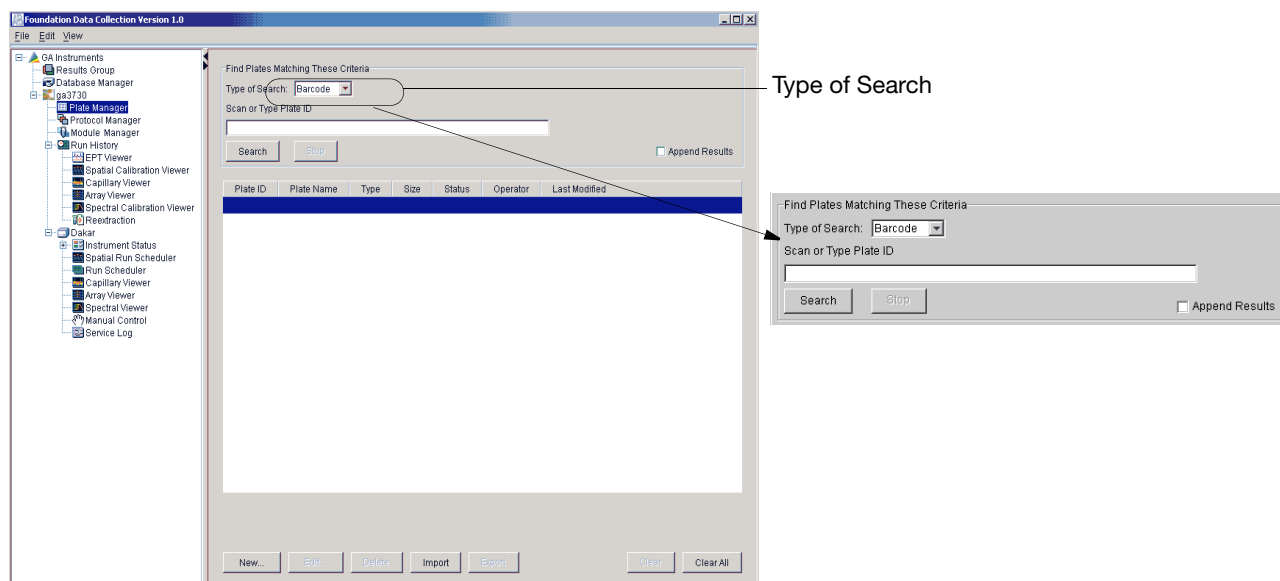 Foundation Data Collection Version 1.0
File Edit View
GA Instruments
Results Group
Database Manager
ga3730
Plate Manager
Protocol Manager
Module Manager
Run History
EPT Viewer
Spatial Calibration Viewer
Capillary Viewer
Array Viewer
Spectral Calibration Viewer
Reextraction
Dakar
Instrument Status
Spatial Run Scheduler
Run Scheduler
Capillary Viewer
Array Viewer
Spectral Viewer
Manual Control
Service Log
Find Plates Matching These Criteria
Type of Search: Barcode
Scan or Type Plate ID
Search Stop Append Results
Plate ID Plate Name Type Size Status Operator Last Modified
New... Edit... Delete Import Export Clear Clear All
Type of Search
Find Plates Matching These Criteria
Type of Search: Barcode
Scan or Type Plate ID
Search Stop Append Results